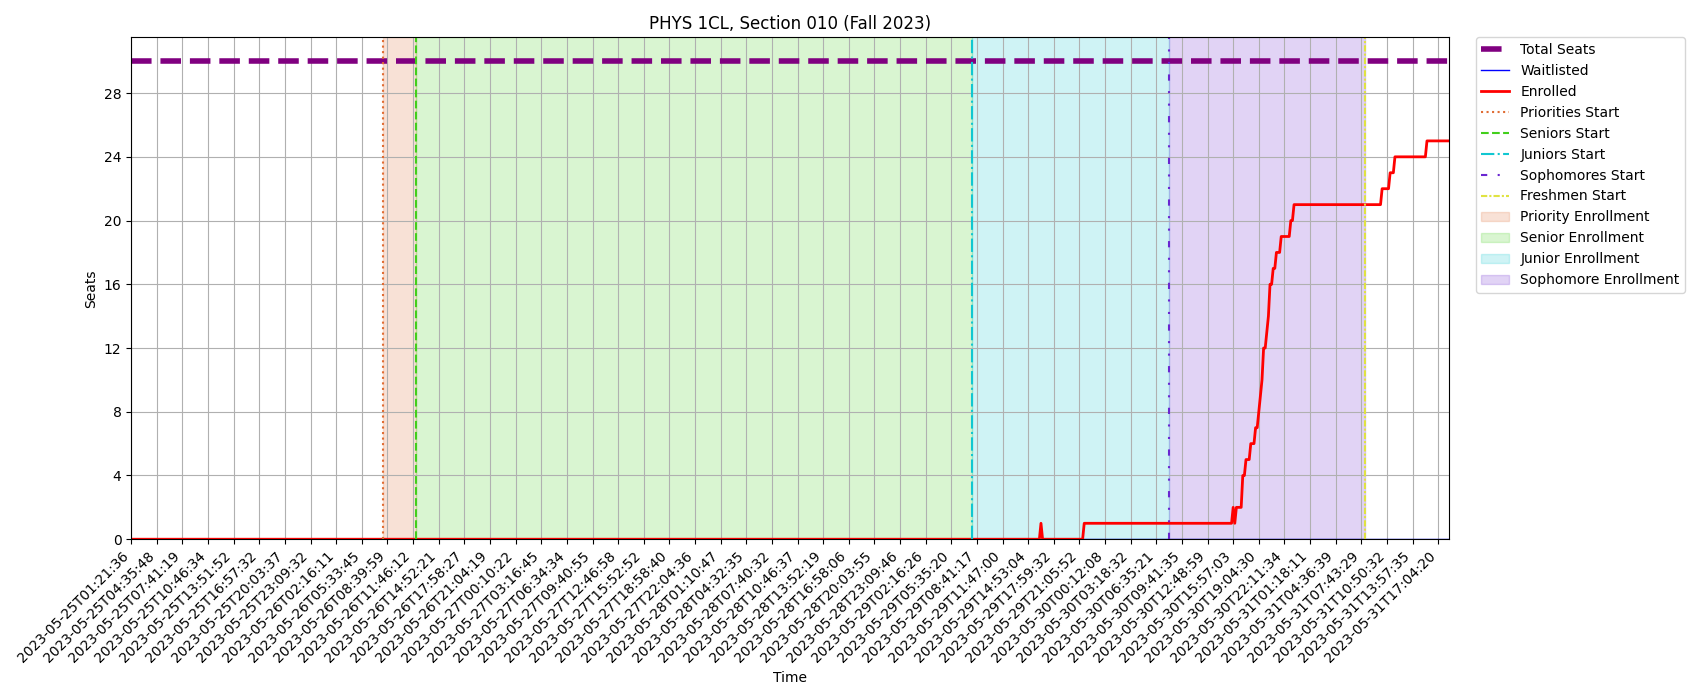 PHYS 1CL, Section 010 (Fall 2023)
Total Seats
Waitlisted
Enrolled
Priorities Start
Seniors Start
Juniors Start
Sophomores Start
Freshmen Start
Priority Enrollment
Senior Enrollment
Junior Enrollment
Sophomore Enrollment
Seats
28
24
20
16
12
8
4
0
2023-05-25T01:21:36
2023-05-25T04:35:48
2023-05-25T07:41:19
2023-05-25T10:46:34
2023-05-25T13:51:52
2023-05-25T16:57:32
2023-05-25T20:03:37
2023-05-25T23:09:32
2023-05-26T02:16:11
2023-05-26T05:33:45
2023-05-26T08:39:59
2023-05-26T11:46:12
2023-05-26T14:52:21
2023-05-26T17:58:27
2023-05-26T21:04:19
2023-05-27T00:10:22
2023-05-27T03:16:45
2023-05-27T06:34:34
2023-05-27T09:40:55
2023-05-27T12:46:58
2023-05-27T15:52:52
2023-05-27T18:58:40
2023-05-27T22:04:36
2023-05-28T01:10:47
2023-05-28T04:32:35
2023-05-28T07:40:32
2023-05-28T10:46:37
2023-05-28T13:52:19
2023-05-28T16:58:06
2023-05-28T20:03:55
2023-05-28T23:09:46
2023-05-29T02:16:26
2023-05-29T05:35:20
2023-05-29T08:41:17
2023-05-29T11:47:00
2023-05-29T14:53:04
2023-05-29T17:59:32
2023-05-29T21:05:52
2023-05-30T00:12:08
2023-05-30T03:18:32
2023-05-30T06:35:21
2023-05-30T09:41:35
2023-05-30T12:48:59
2023-05-30T15:57:03
2023-05-30T19:04:30
2023-05-30T22:11:34
2023-05-31T01:18:11
2023-05-31T04:36:39
2023-05-31T07:43:29
2023-05-31T10:50:32
2023-05-31T13:57:35
2023-05-31T17:04:20
Time